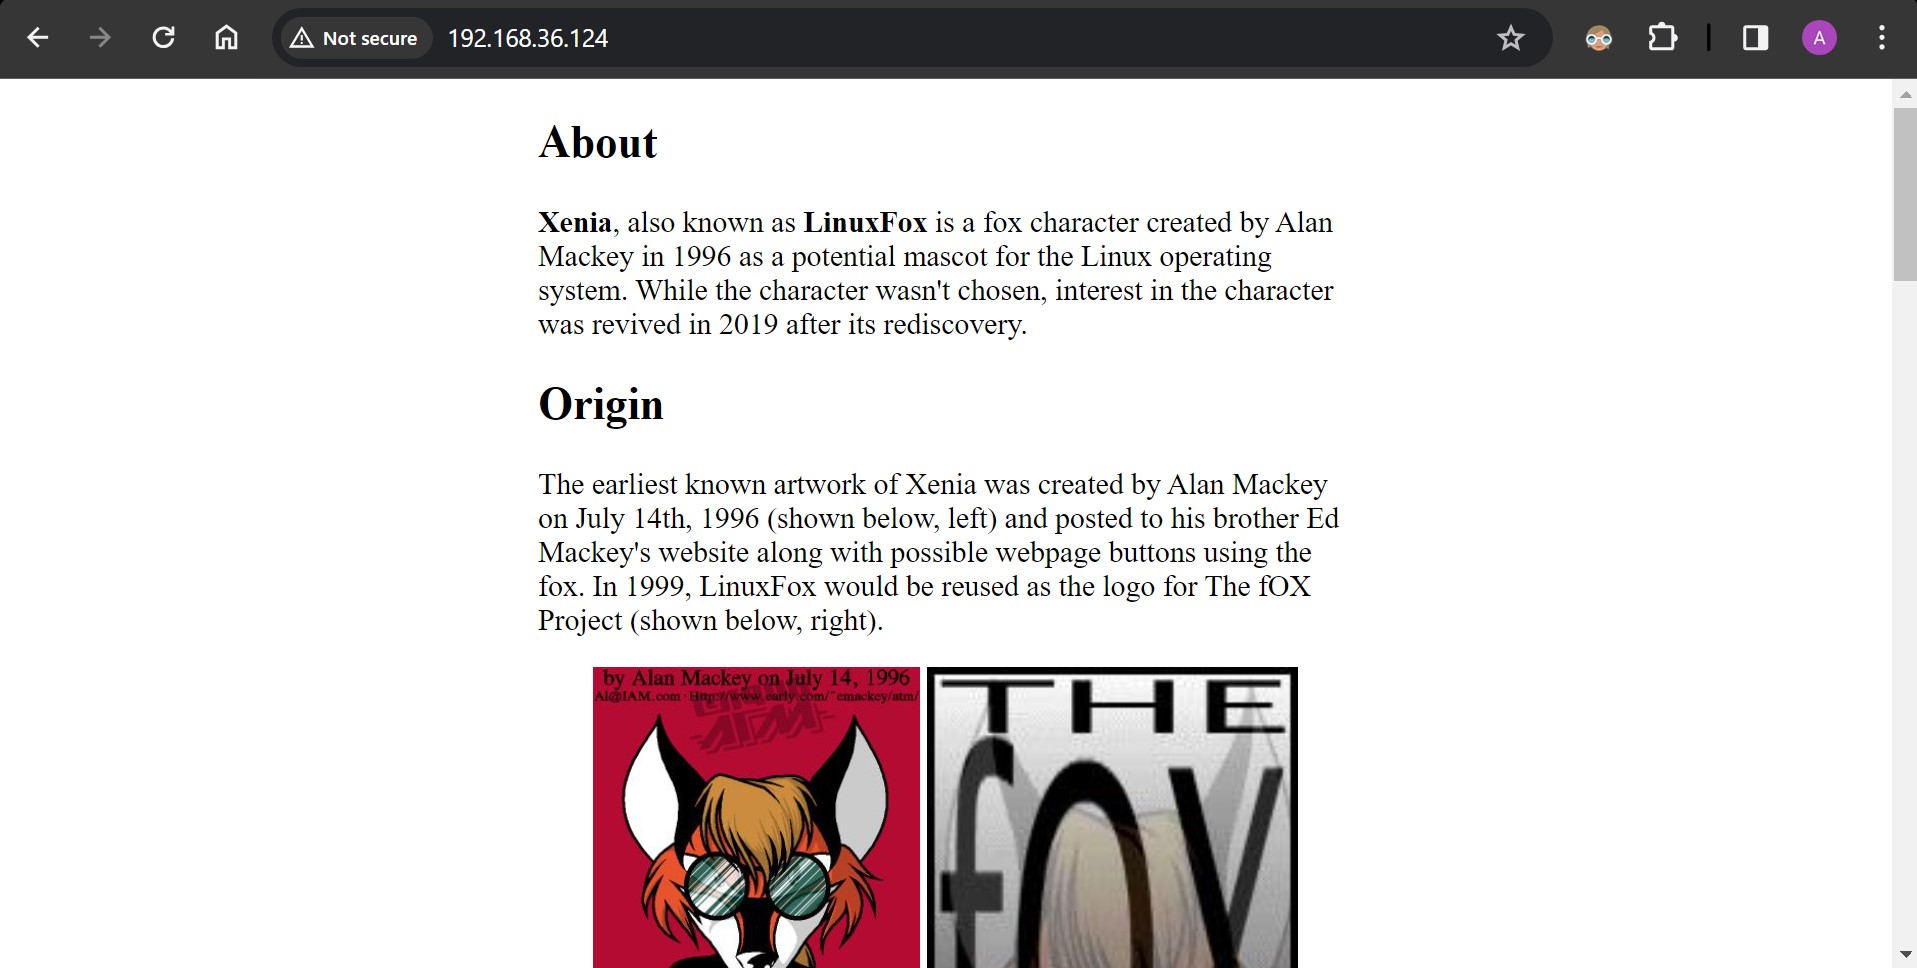 Not secure 192.168.36.124 A
About
Xenia, also known as LinuxFox is a fox character created by Alan
Mackey in 1996 as a potential mascot for the Linux operating
system. While the character wasn't chosen, interest in the character
was revived in 2019 after its rediscovery.
Origin
The earliest known artwork of Xenia was created by Alan Mackey
on July 14th, 1996 (shown below, left) and posted to his brother Ed
Mackey's website along with possible webpage buttons using the
fox. In 1999, LinuxFox would be reused as the logo for The fOX
Project (shown below, right).
by Alan Mackey on July 14, 1996
Al@IAM.com · Http://www.early.com/~emackey/atm/
ATM
THE
fOX